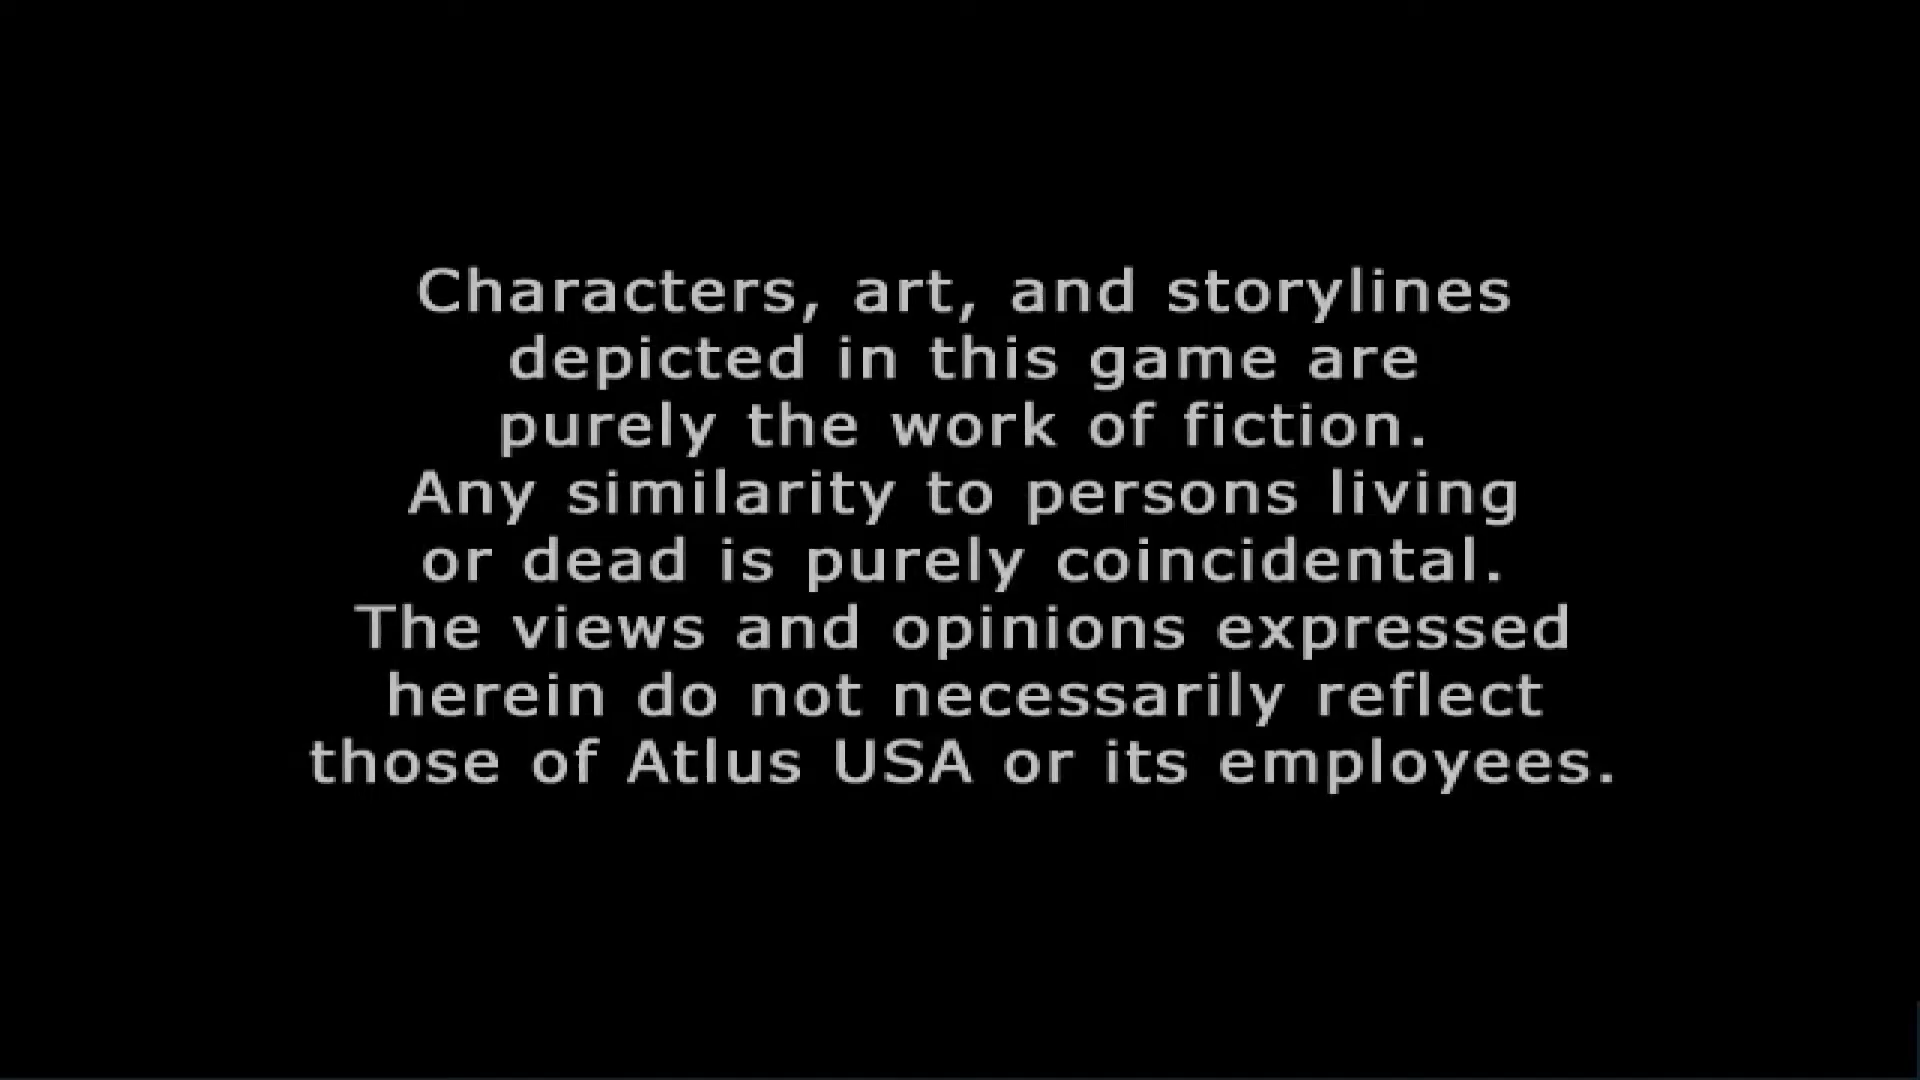 Characters, art, and storylines
depicted in this game are
purely the work of fiction.
Any similarity to persons living
or dead is purely coincidental.
The views and opinions expressed
herein do not necessarily reflect
those of Atlus USA or its employees.